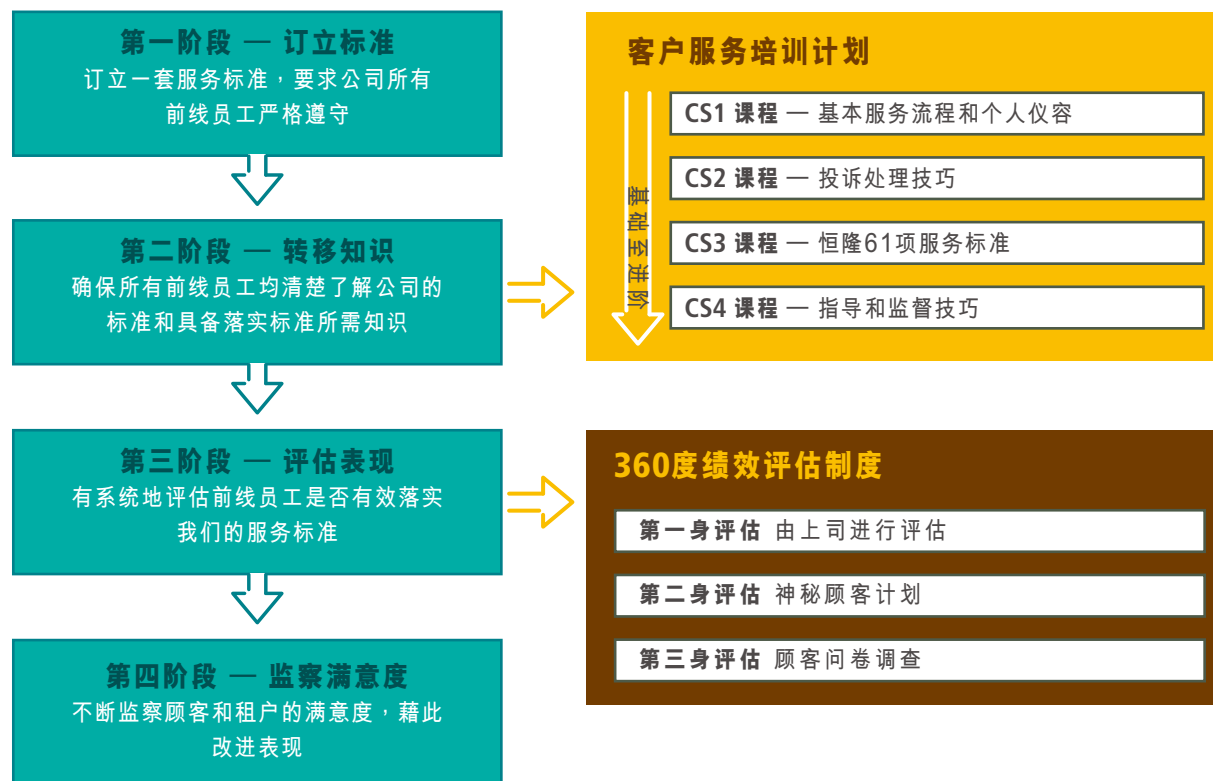 第一阶段 — 订立标准
订立一套服务标准，要求公司所有
前线员工严格遵守
第二阶段 — 转移知识
确保所有前线员工均清楚了解公司的
标准和具备落实标准所需知识
第三阶段 — 评估表现
有系统地评估前线员工是否有效落实
我们的服务标准
第四阶段 — 监察满意度
不断监察顾客和租户的满意度，藉此
改进表现
客户服务培训计划
基础至进阶
CS1 课程 — 基本服务流程和个人仪容
CS2 课程 — 投诉处理技巧
CS3 课程 — 恒隆61项服务标准
CS4 课程 — 指导和监督技巧
360度绩效评估制度
第一身评估 由上司进行评估
第二身评估 神秘顾客计划
第三身评估 顾客问卷调查